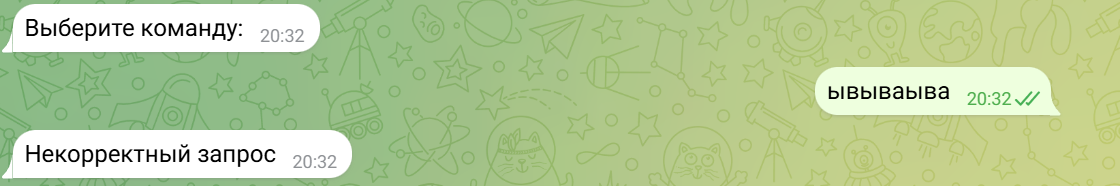 Выберите команду: 20:32
ывываыва 20:32
Некорректный запрос 20:32